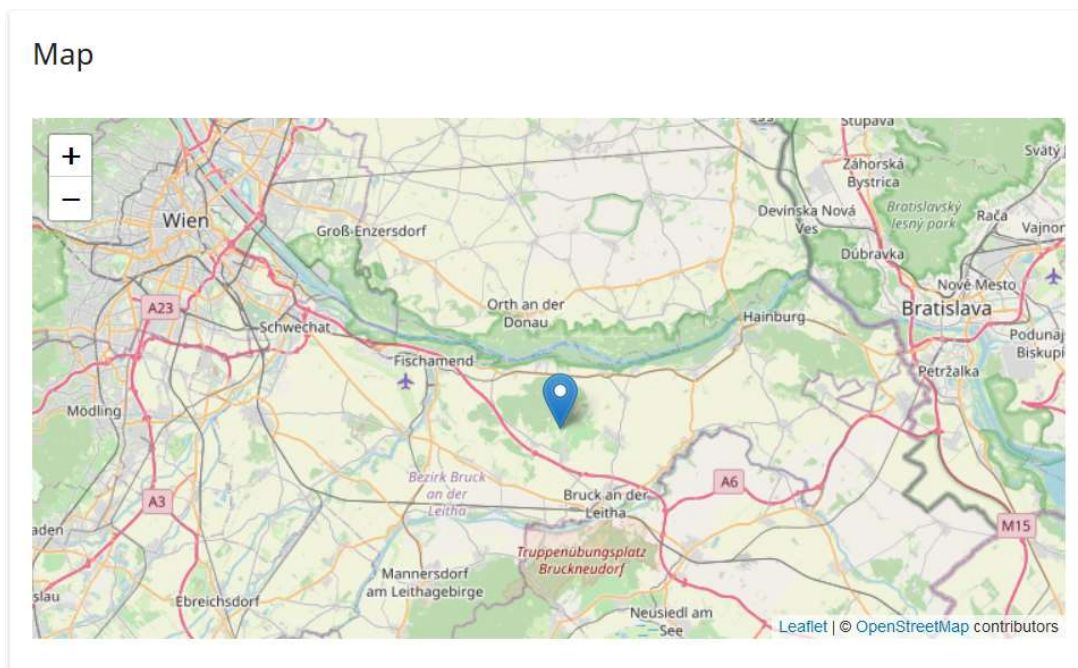 Map
+
−
Stupava
Svätý
Záhorská
Bystrica
Wien
Groß-Enzersdorf
Devínska Nová
Ves
Bratislavský
lesný park
Rača
Vajnor
Dúbravka
Nové Mesto
Orth an der
Donau
Hainburg
Bratislava
A23
Schwechat
Podunaj
Biskupi
Fischamend
Petržalka
Mödling
Bezirk Bruck
an der
Leitha
A6
Bruck an der
Leitha
A3
M15
aden
Truppenübungsplatz
Bruckneudorf
Mannersdorf
am Leithagebirge
slau
Ebreichsdorf
Neusiedl am
See
Leaflet | © OpenStreetMap contributors